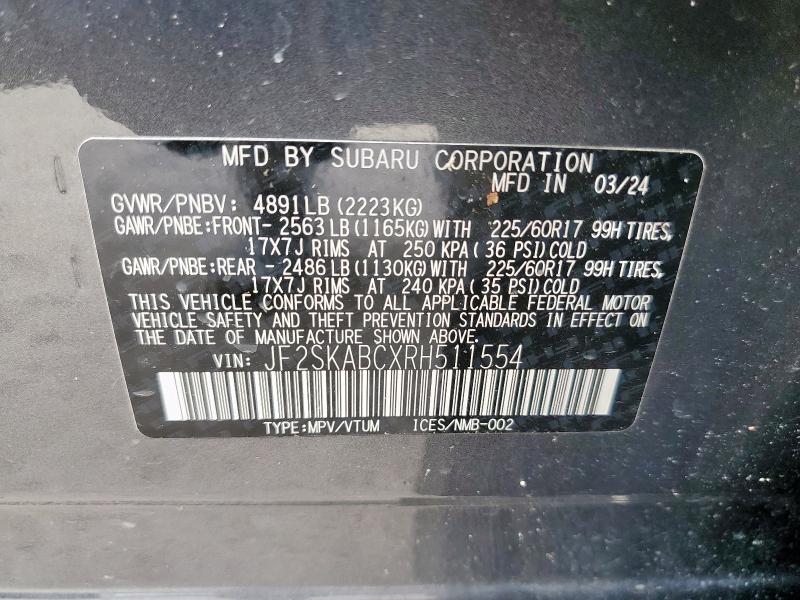 MFD BY SUBARU CORPORATION
MFD IN 03/24
GVWR/PNBV: 4891LB (2223KG)
GAWR/PNBE:FRONT- 2563 LB (1165KG) WITH 225/60R17 99H TIRES,
17X7J RIMS AT 250 KPA ( 36 PSI) COLD
GAWR/PNBE:REAR - 2486 LB (1130KG) WITH 225/60R17 99H TIRES,
17X7J RIMS AT 240 KPA ( 35 PSI) COLD
THIS VEHICLE CONFORMS TO ALL APPLICABLE FEDERAL MOTOR
VEHICLE SAFETY AND THEFT PREVENTION STANDARDS IN EFFECT ON
THE DATE OF MANUFACTURE SHOWN ABOVE.
VIN: JF2SKABCXRH511554
TYPE:MPV/VTUM ICES/NMB-002